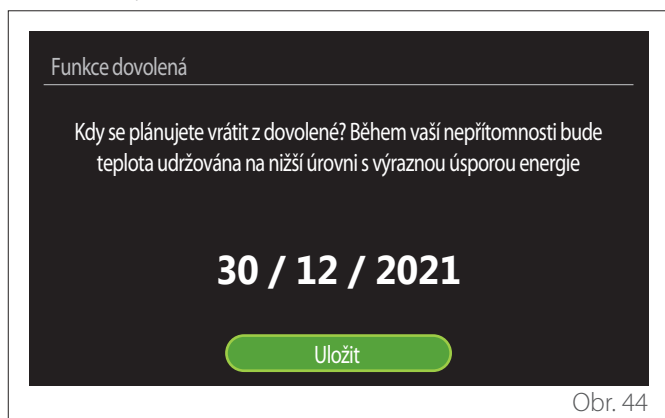 Funkce dovolená
Kdy se plánujete vrátit z dovolené? Během vaší nepřítomnosti bude
teplota udržována na nižší úrovni s výraznou úsporou energie
30 / 12 / 2021
Uložit
Obr. 44